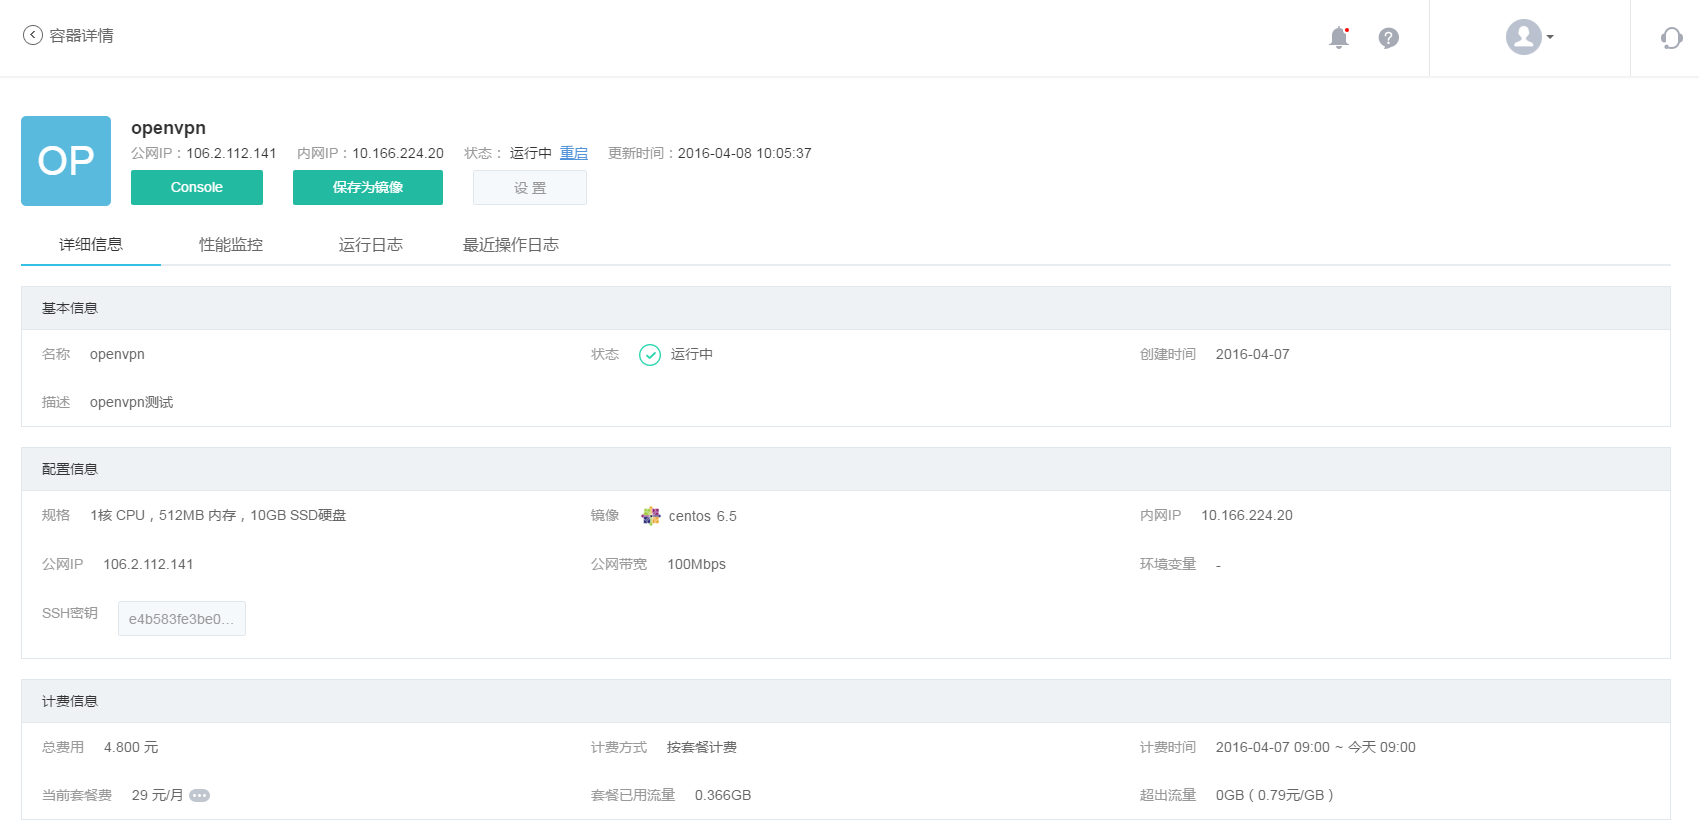 容器详情
OP
openvpn
公网IP：106.2.112.141 内网IP：10.166.224.20 状态： 运行中 重启 更新时间：2016-04-08 10:05:37
Console 保存为镜像 设 置
详细信息 性能监控 运行日志 最近操作日志
基本信息
名称 openvpn 状态 运行中 创建时间 2016-04-07
描述 openvpn测试
配置信息
规格 1核 CPU，512MB 内存，10GB SSD硬盘 镜像 centos 6.5 内网IP 10.166.224.20
公网IP 106.2.112.141 公网带宽 100Mbps 环境变量 -
SSH密钥 e4b583fe3be0...
计费信息
总费用 4.800 元 计费方式 按套餐计费 计费时间 2016-04-07 09:00 ~ 今天 09:00
当前套餐费 29 元/月 套餐已用流量 0.366GB 超出流量 0GB ( 0.79元/GB )